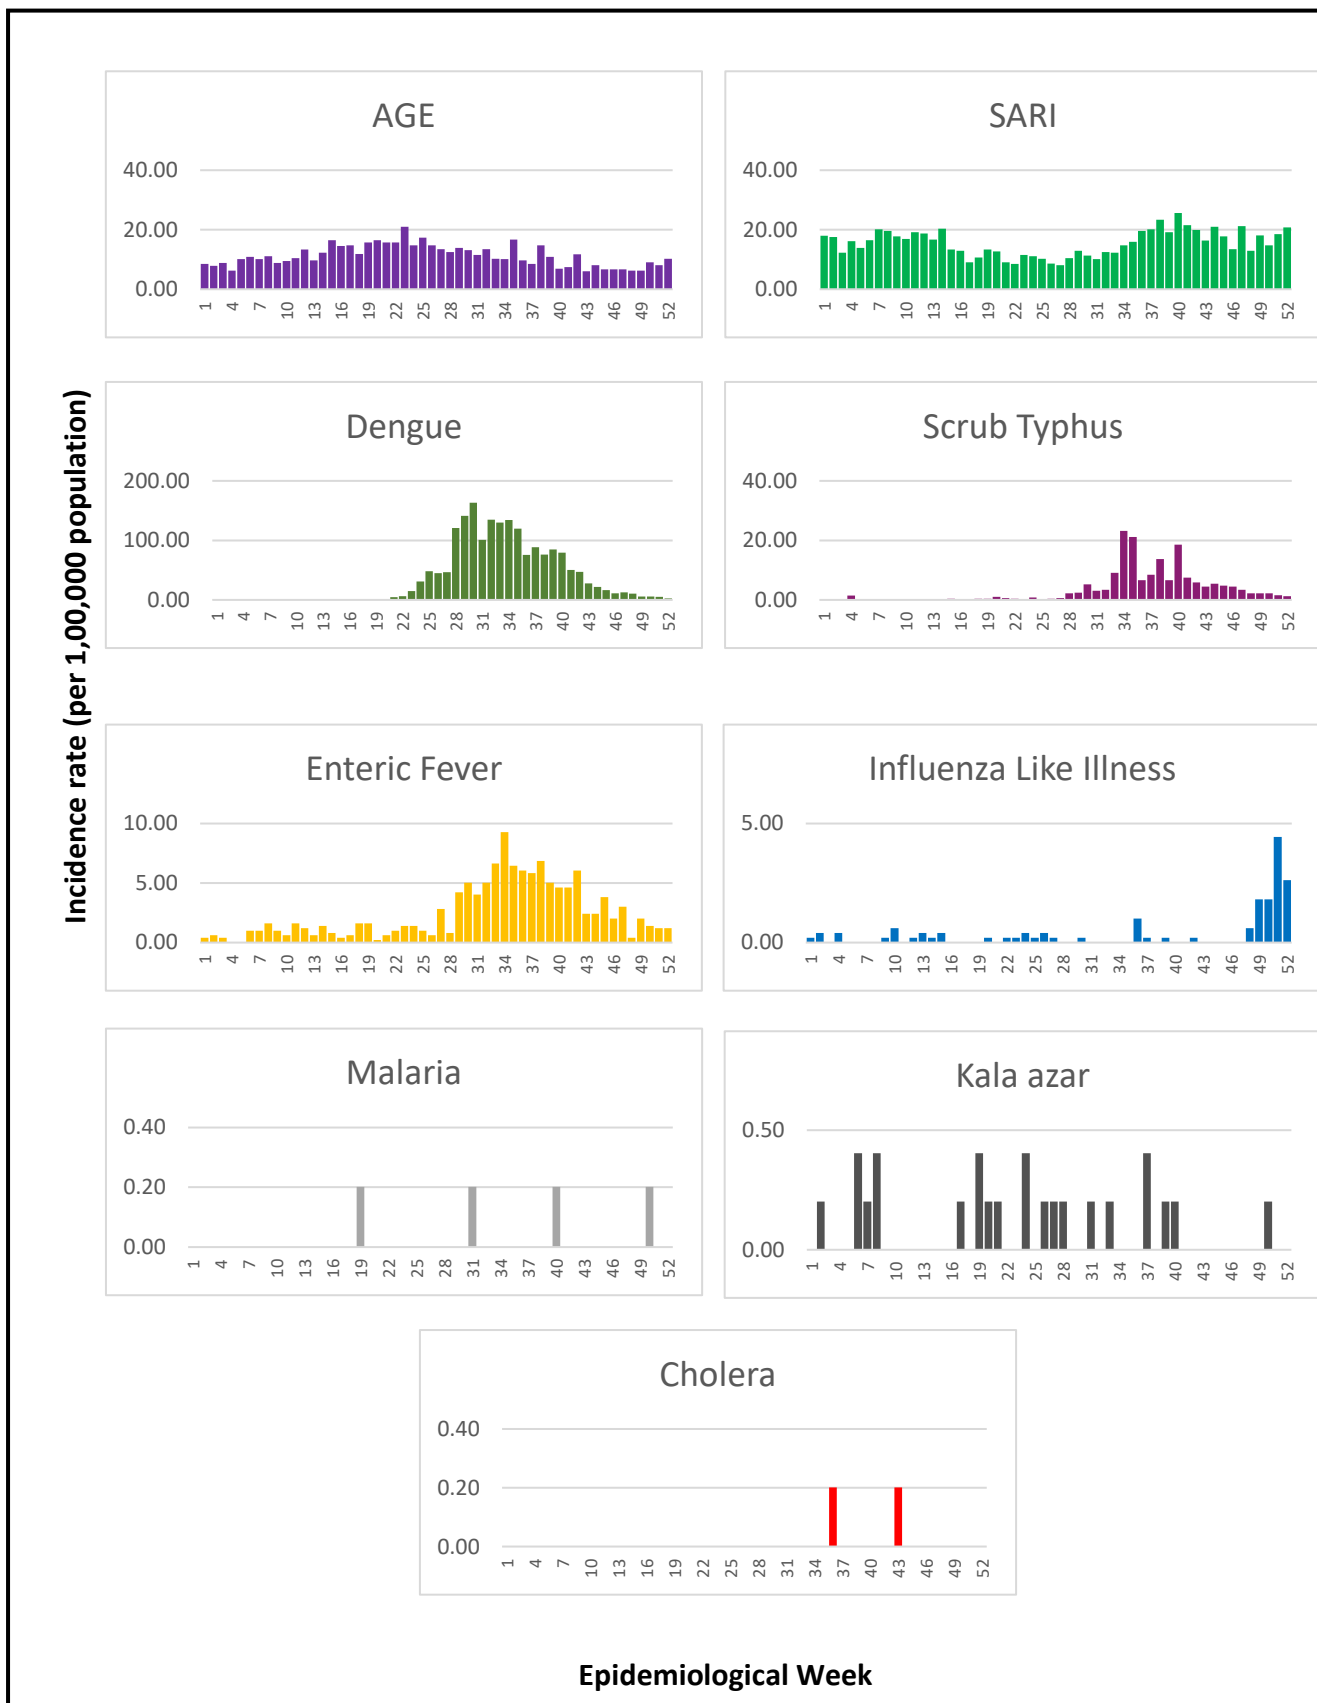 AGE
40.00
20.00
0.00
1 4 7 10 13 16 19 22 25 28 31 34 37 40 43 46 49 52
SARI
40.00
20.00
0.00
1 4 7 10 13 16 19 22 25 28 31 34 37 40 43 46 49 52
Incidence rate (per 1,00,000 population)
Dengue
200.00
100.00
0.00
1 4 7 10 13 16 19 22 25 28 31 34 37 40 43 46 49 52
Scrub Typhus
40.00
20.00
0.00
1 4 7 10 13 16 19 22 25 28 31 34 37 40 43 46 49 52
Enteric Fever
10.00
5.00
0.00
1 4 7 10 13 16 19 22 25 28 31 34 37 40 43 46 49 52
Influenza Like Illness
5.00
0.00
1 4 7 10 13 16 19 22 25 28 31 34 37 40 43 46 49 52
Malaria
0.40
0.20
0.00
1 4 7 10 13 16 19 22 25 28 31 34 37 40 43 46 49 52
Kala azar
0.50
0.00
1 4 7 10 13 16 19 22 25 28 31 34 37 40 43 46 49 52
Cholera
0.40
0.20
0.00
1 4 7 10 13 16 19 22 25 28 31 34 37 40 43 46 49 52
Epidemiological Week